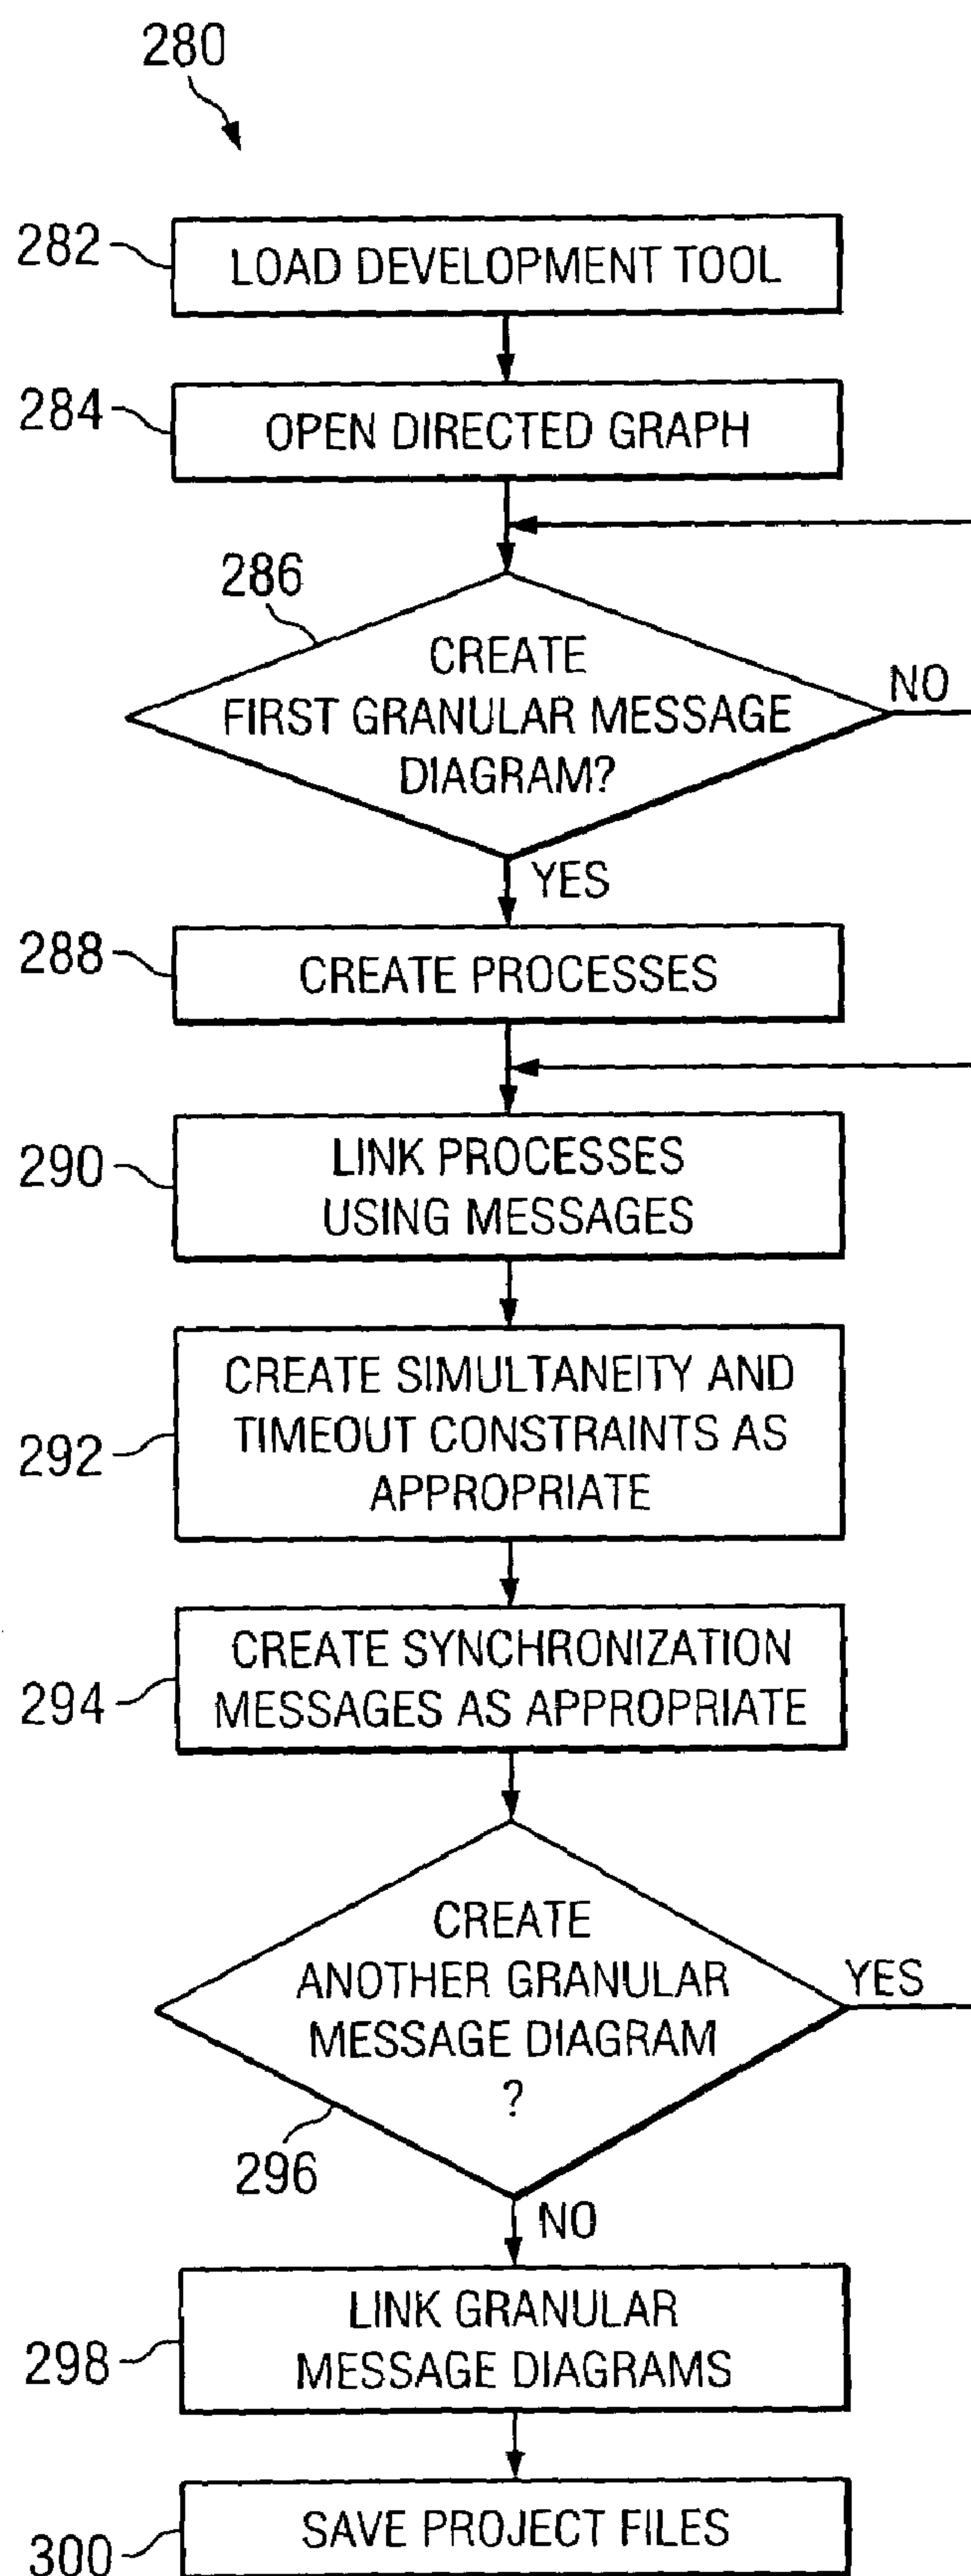 280
282
LOAD DEVELOPMENT TOOL
284
OPEN DIRECTED GRAPH
286
CREATE
FIRST GRANULAR MESSAGE
DIAGRAM?
NO
YES
288
CREATE PROCESSES
290
LINK PROCESSES
USING MESSAGES
292
CREATE SIMULTANEITY AND
TIMEOUT CONSTRAINTS AS
APPROPRIATE
294
CREATE SYNCHRONIZATION
MESSAGES AS APPROPRIATE
CREATE
ANOTHER GRANULAR
MESSAGE DIAGRAM
?
YES
296
NO
298
LINK GRANULAR
MESSAGE DIAGRAMS
300
SAVE PROJECT FILES